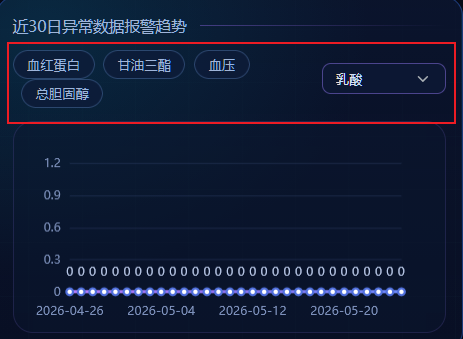 近30日异常数据报警趋势
血红蛋白 甘油三酯 血压
总胆固醇
乳酸
1.2
0.9
0.6
0.3
0 0 0 0 0 0 0 0 0 0 0 0 0 0 0 0 0 0 0 0 0 0 0 0 0 0 0 0 0 0
0
2026-04-26 2026-05-04 2026-05-12 2026-05-20